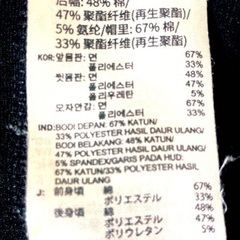 后幅: 48% 棉/
47% 聚酯纤维(再生聚酯)/
5% 氨纶/帽里: 67% 棉/
33% 聚酯纤维(再生聚酯)
KOR: 앞몸판: 면 67%
폴리에스터 33%
뒷몸판: 면 48%
폴리에스터 47%
폴리우레탄 5%
모자안감: 면 67%
폴리에스터 33%
IND: BODI DEPAN: 67% KATUN/
33% POLYESTER HASIL DAUR ULANG/
BODI BELAKANG: 48% KATUN/
47% POLYESTER HASIL DAUR ULANG/
5% SPANDEX/GARIS PADA HUD:
67% KATUN/33% POLYESTER HASIL
DAUR ULANG
J: 前身頃 綿 67%
ポリエステル 33%
後身頃 綿 48%
ポリエステル 47%
ポリウレタン 5%